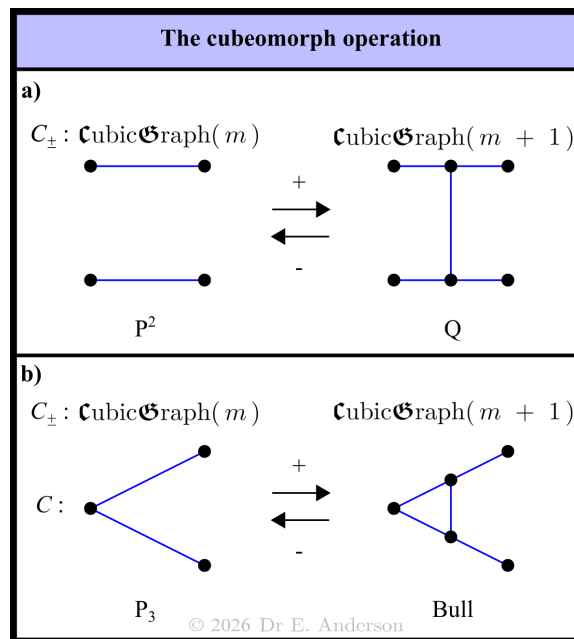 The cubeomorph operation
a)
C± : 𝕮ubic𝕲raph( m )
𝕮ubic𝕲raph( m + 1)
+
-
P²
Q
b)
C± : 𝕮ubic𝕲raph( m )
𝕮ubic𝕲raph( m + 1)
C :
+
-
P₃
Bull
© 2026 Dr E. Anderson